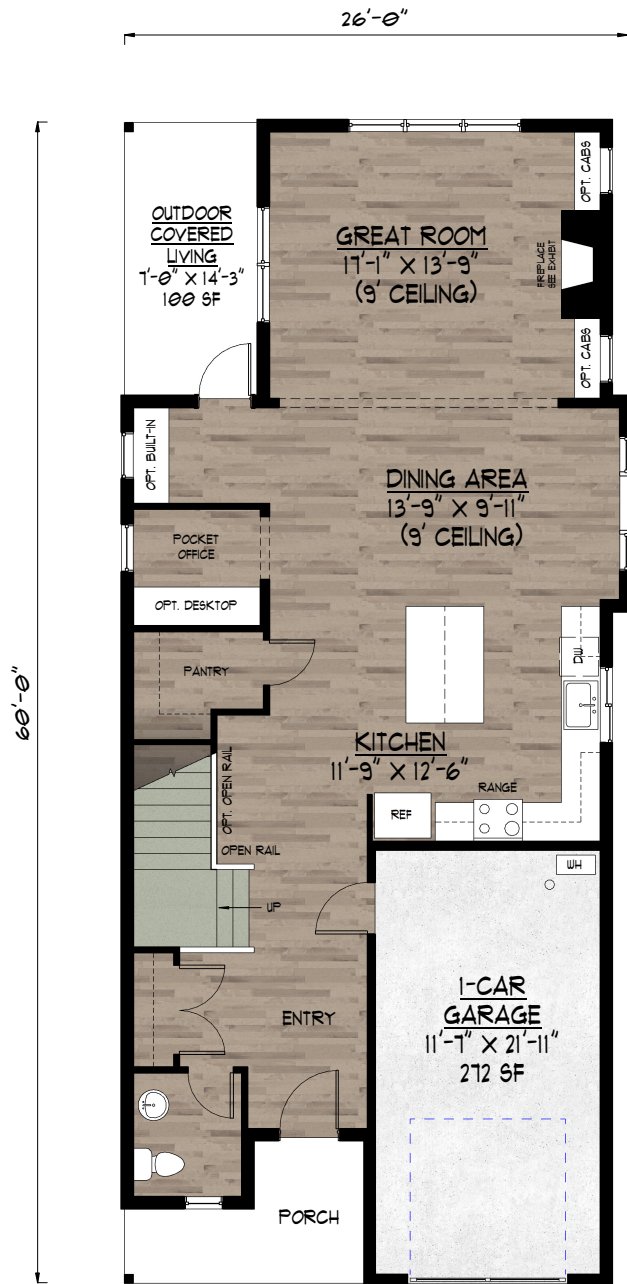 26'-0"
60'-0"
OUTDOOR
COVERED
LIVING
7'-0" X 14'-3"
100 SF
GREAT ROOM
17'-1" X 13'-9"
(9' CEILING)
OPT. CABS
FIREPLACE
SEE EXHIBIT
OPT. CABS
OPT. BUILT-IN
DINING AREA
13'-9" X 9'-11"
(9' CEILING)
POCKET
OFFICE
OPT. DESKTOP
PANTRY
DW
KITCHEN
11'-9" X 12'-6"
RANGE
REF
OPT. OPEN RAIL
OPEN RAIL
UP
WH
ENTRY
1-CAR
GARAGE
11'-7" X 21'-11"
272 SF
PORCH